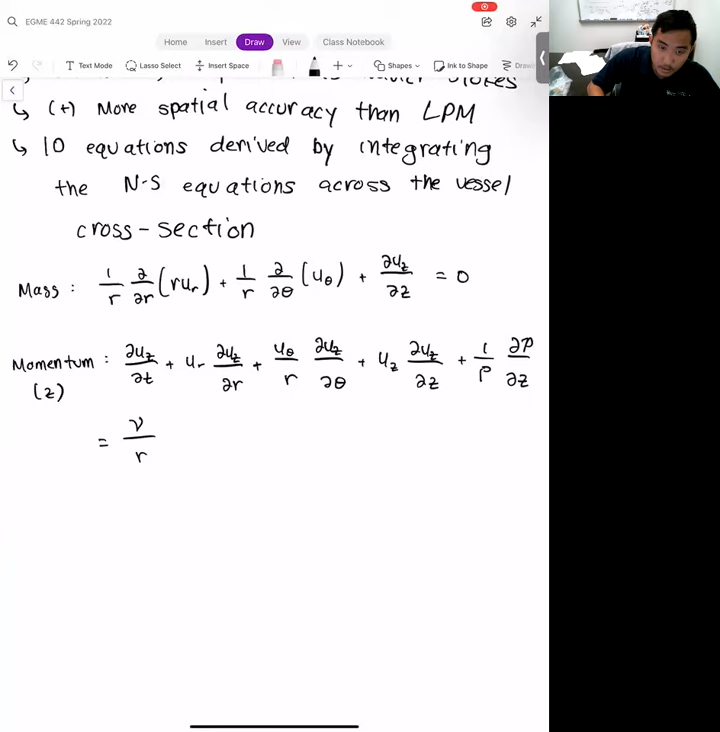 EGME 442 Spring 2022
Home Insert Draw View Class Notebook
Text Mode Lasso Select Insert Space Shapes Ink to Shape Draw
↳ (+) More spatial accuracy than LPM
↳ 1D equations derived by integrating
the N-S equations across the vessel
cross-section
Mass : 1/r ∂/∂r (ru_r) + 1/r ∂/∂θ (u_θ) + ∂u_z/∂z = 0
Momentum : ∂u_z/∂t + u_r ∂u_z/∂r + u_θ/r ∂u_z/∂θ + u_z ∂u_z/∂z + 1/ρ ∂P/∂z
(z)
= ν/r